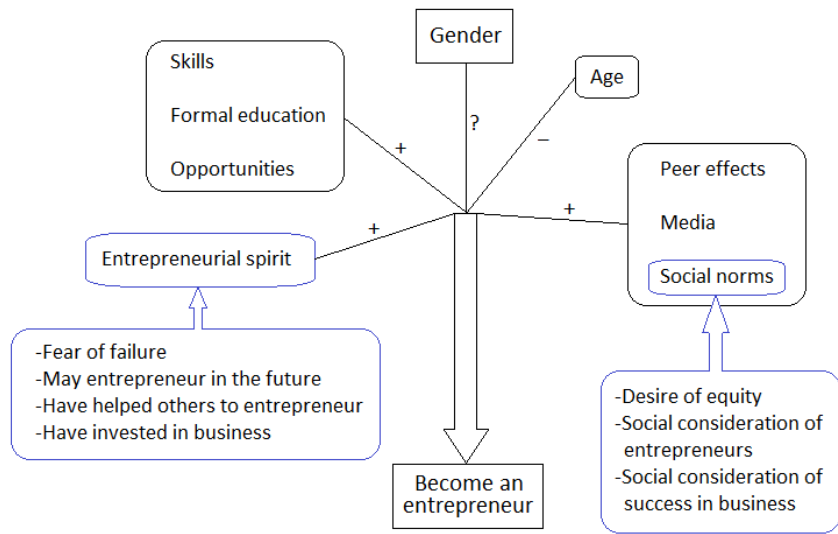 Gender
Skills
Formal education
Opportunities
Age
?
+
–
Peer effects
Media
Social norms
+
+
Entrepreneurial spirit
-Fear of failure
-May entrepreneur in the future
-Have helped others to entrepreneur
-Have invested in business
-Desire of equity
-Social consideration of
entrepreneurs
-Social consideration of
success in business
Become an
entrepreneur